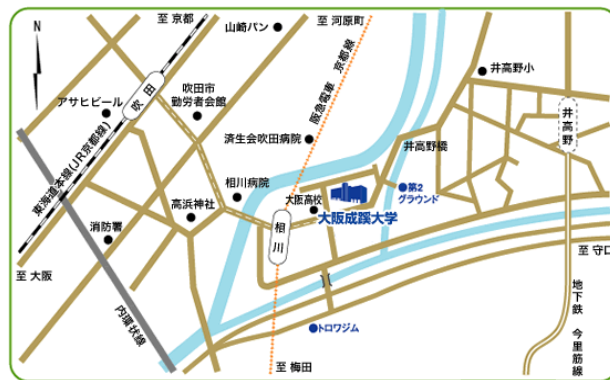 至 京都
山崎パン
至 河原町
N
井高野小
吹田
吹田市
勤労者会館
アサヒビール
阪急電車 京都線
井高野
済生会吹田病院
井高野橋
東海道本線(JR京都線)
相川病院
第2
グラウンド
高浜神社
大阪高校
大阪成蹊大学
相川
消防署
至 守口
至 大阪
内環状線
地下鉄 今里筋線
トロワジム
至 梅田